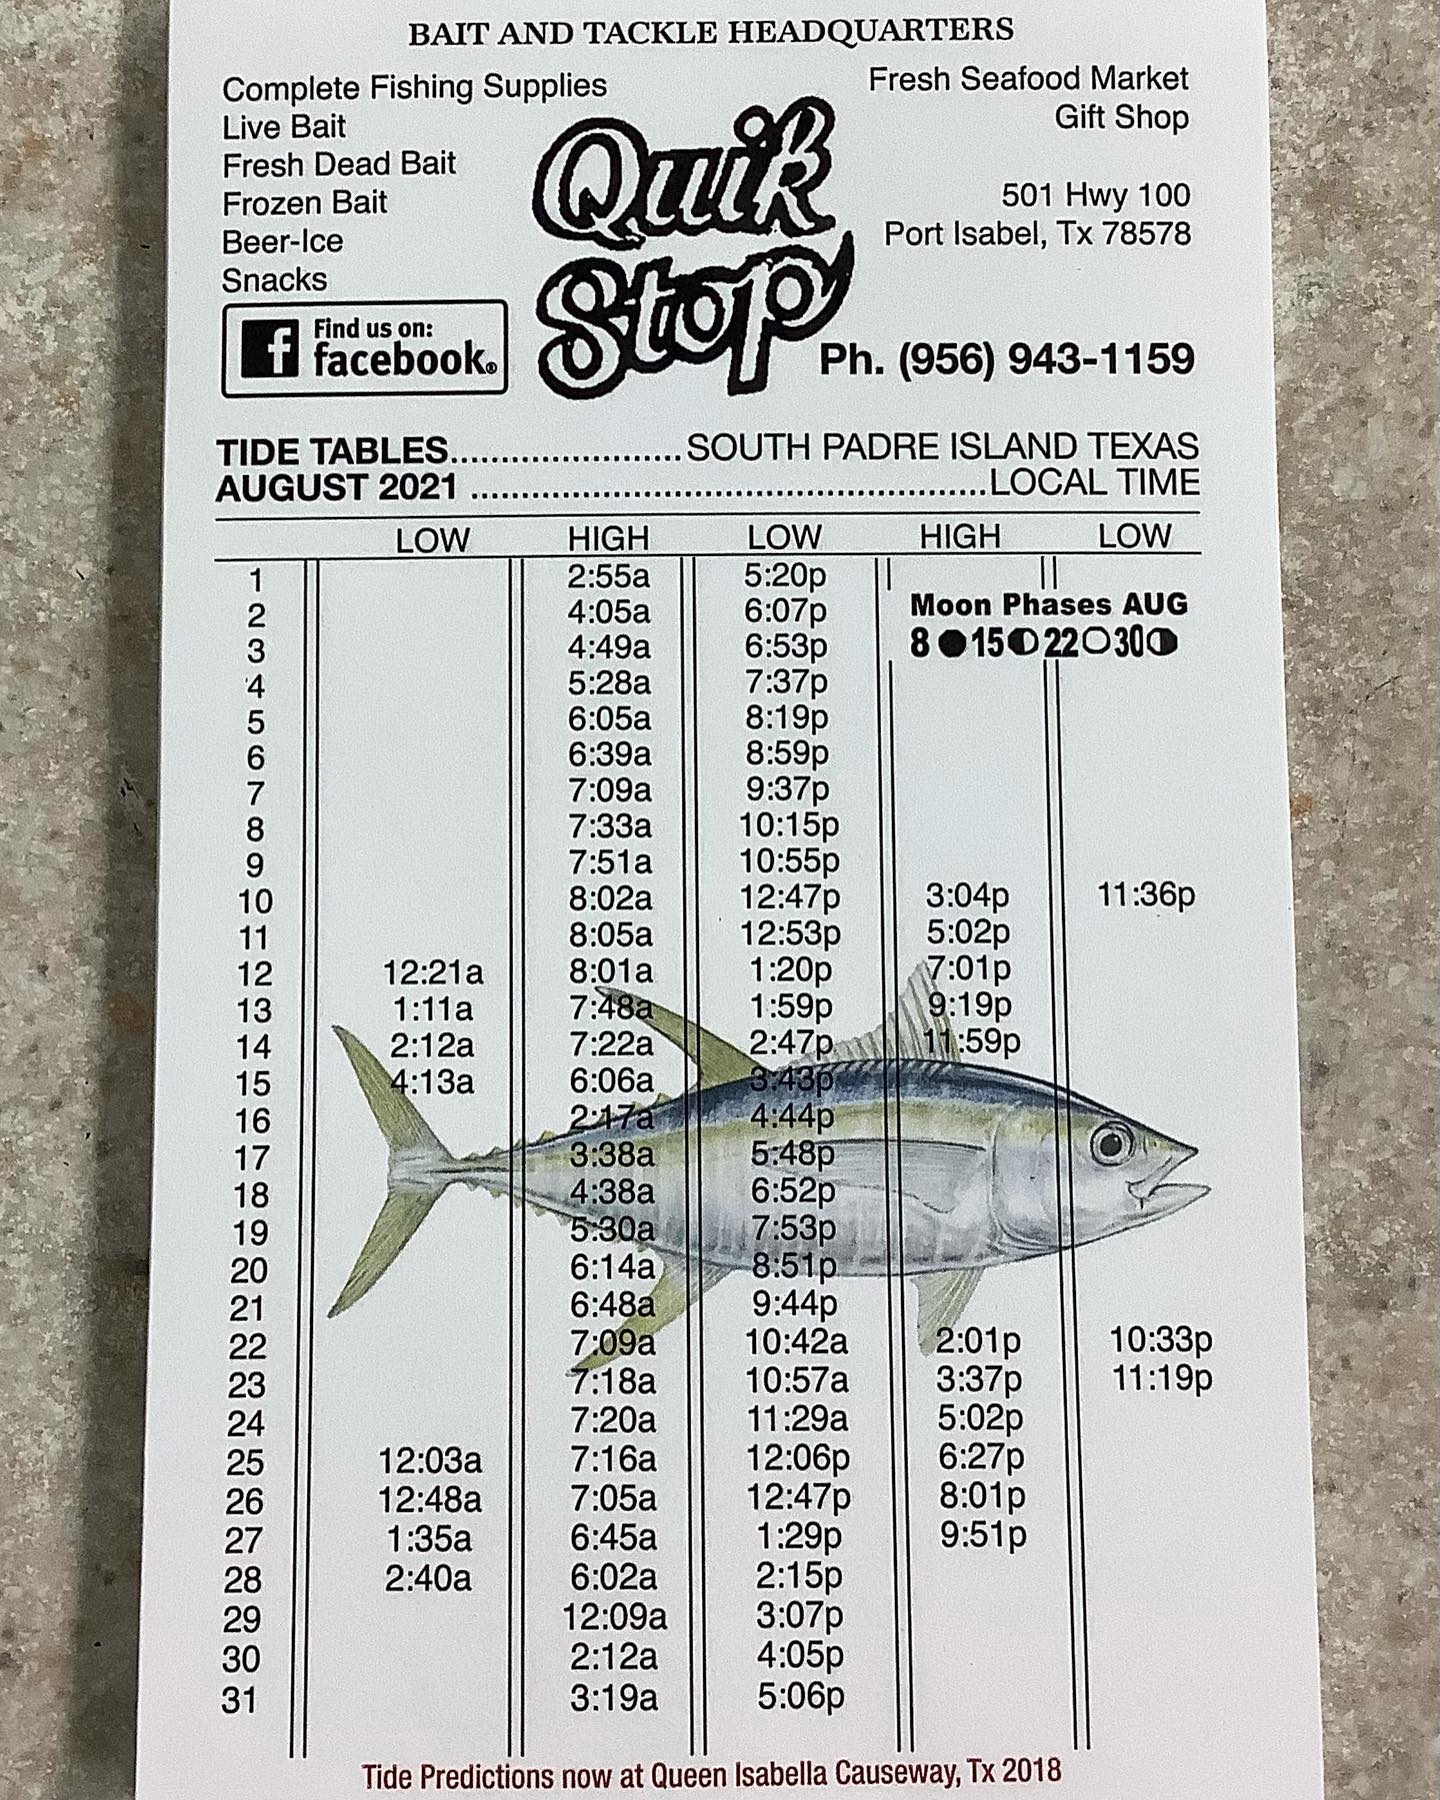 BAIT AND TACKLE HEADQUARTERS
Complete Fishing Supplies
Live Bait
Fresh Dead Bait
Frozen Bait
Beer-Ice
Snacks
f Find us on:
facebook®
Quik
Stop
Fresh Seafood Market
Gift Shop
501 Hwy 100
Port Isabel, Tx 78578
Ph. (956) 943-1159
TIDE TABLES.......................SOUTH PADRE ISLAND TEXAS
AUGUST 2021 ....................................................LOCAL TIME
LOW HIGH LOW HIGH LOW
1 2:55a 5:20p
Moon Phases AUG
2 4:05a 6:07p
8 15 22 30
3 4:49a 6:53p
4 5:28a 7:37p
5 6:05a 8:19p
6 6:39a 8:59p
7 7:09a 9:37p
8 7:33a 10:15p
9 7:51a 10:55p
10 8:02a 12:47p 3:04p 11:36p
11 8:05a 12:53p 5:02p
12 12:21a 8:01a 1:20p 7:01p
13 1:11a 7:48a 1:59p 9:19p
14 2:12a 7:22a 2:47p 11:59p
15 4:13a 6:06a 3:43p
16 2:17a 4:44p
17 3:38a 5:48p
18 4:38a 6:52p
19 5:30a 7:53p
20 6:14a 8:51p
21 6:48a 9:44p
22 7:09a 10:42a 2:01p 10:33p
23 7:18a 10:57a 3:37p 11:19p
24 7:20a 11:29a 5:02p
25 12:03a 7:16a 12:06p 6:27p
26 12:48a 7:05a 12:47p 8:01p
27 1:35a 6:45a 1:29p 9:51p
28 2:40a 6:02a 2:15p
29 12:09a 3:07p
30 2:12a 4:05p
31 3:19a 5:06p
Tide Predictions now at Queen Isabella Causeway, Tx 2018